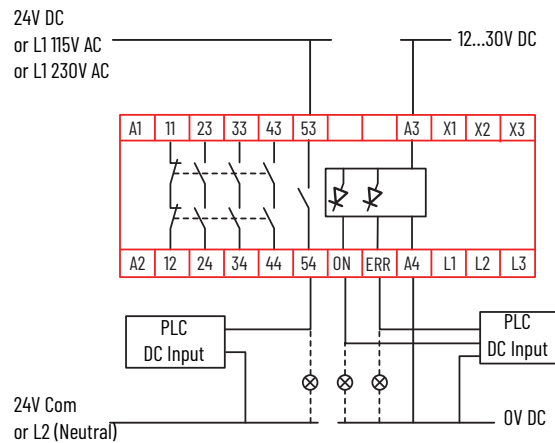 24V DC
or L1 115V AC
or L1 230V AC
12...30V DC
A1 11 23 33 43 53 A3 X1 X2 X3
A2 12 24 34 44 54 ON ERR A4 L1 L2 L3
PLC
DC Input
PLC
DC Input
24V Com
or L2 (Neutral)
0V DC